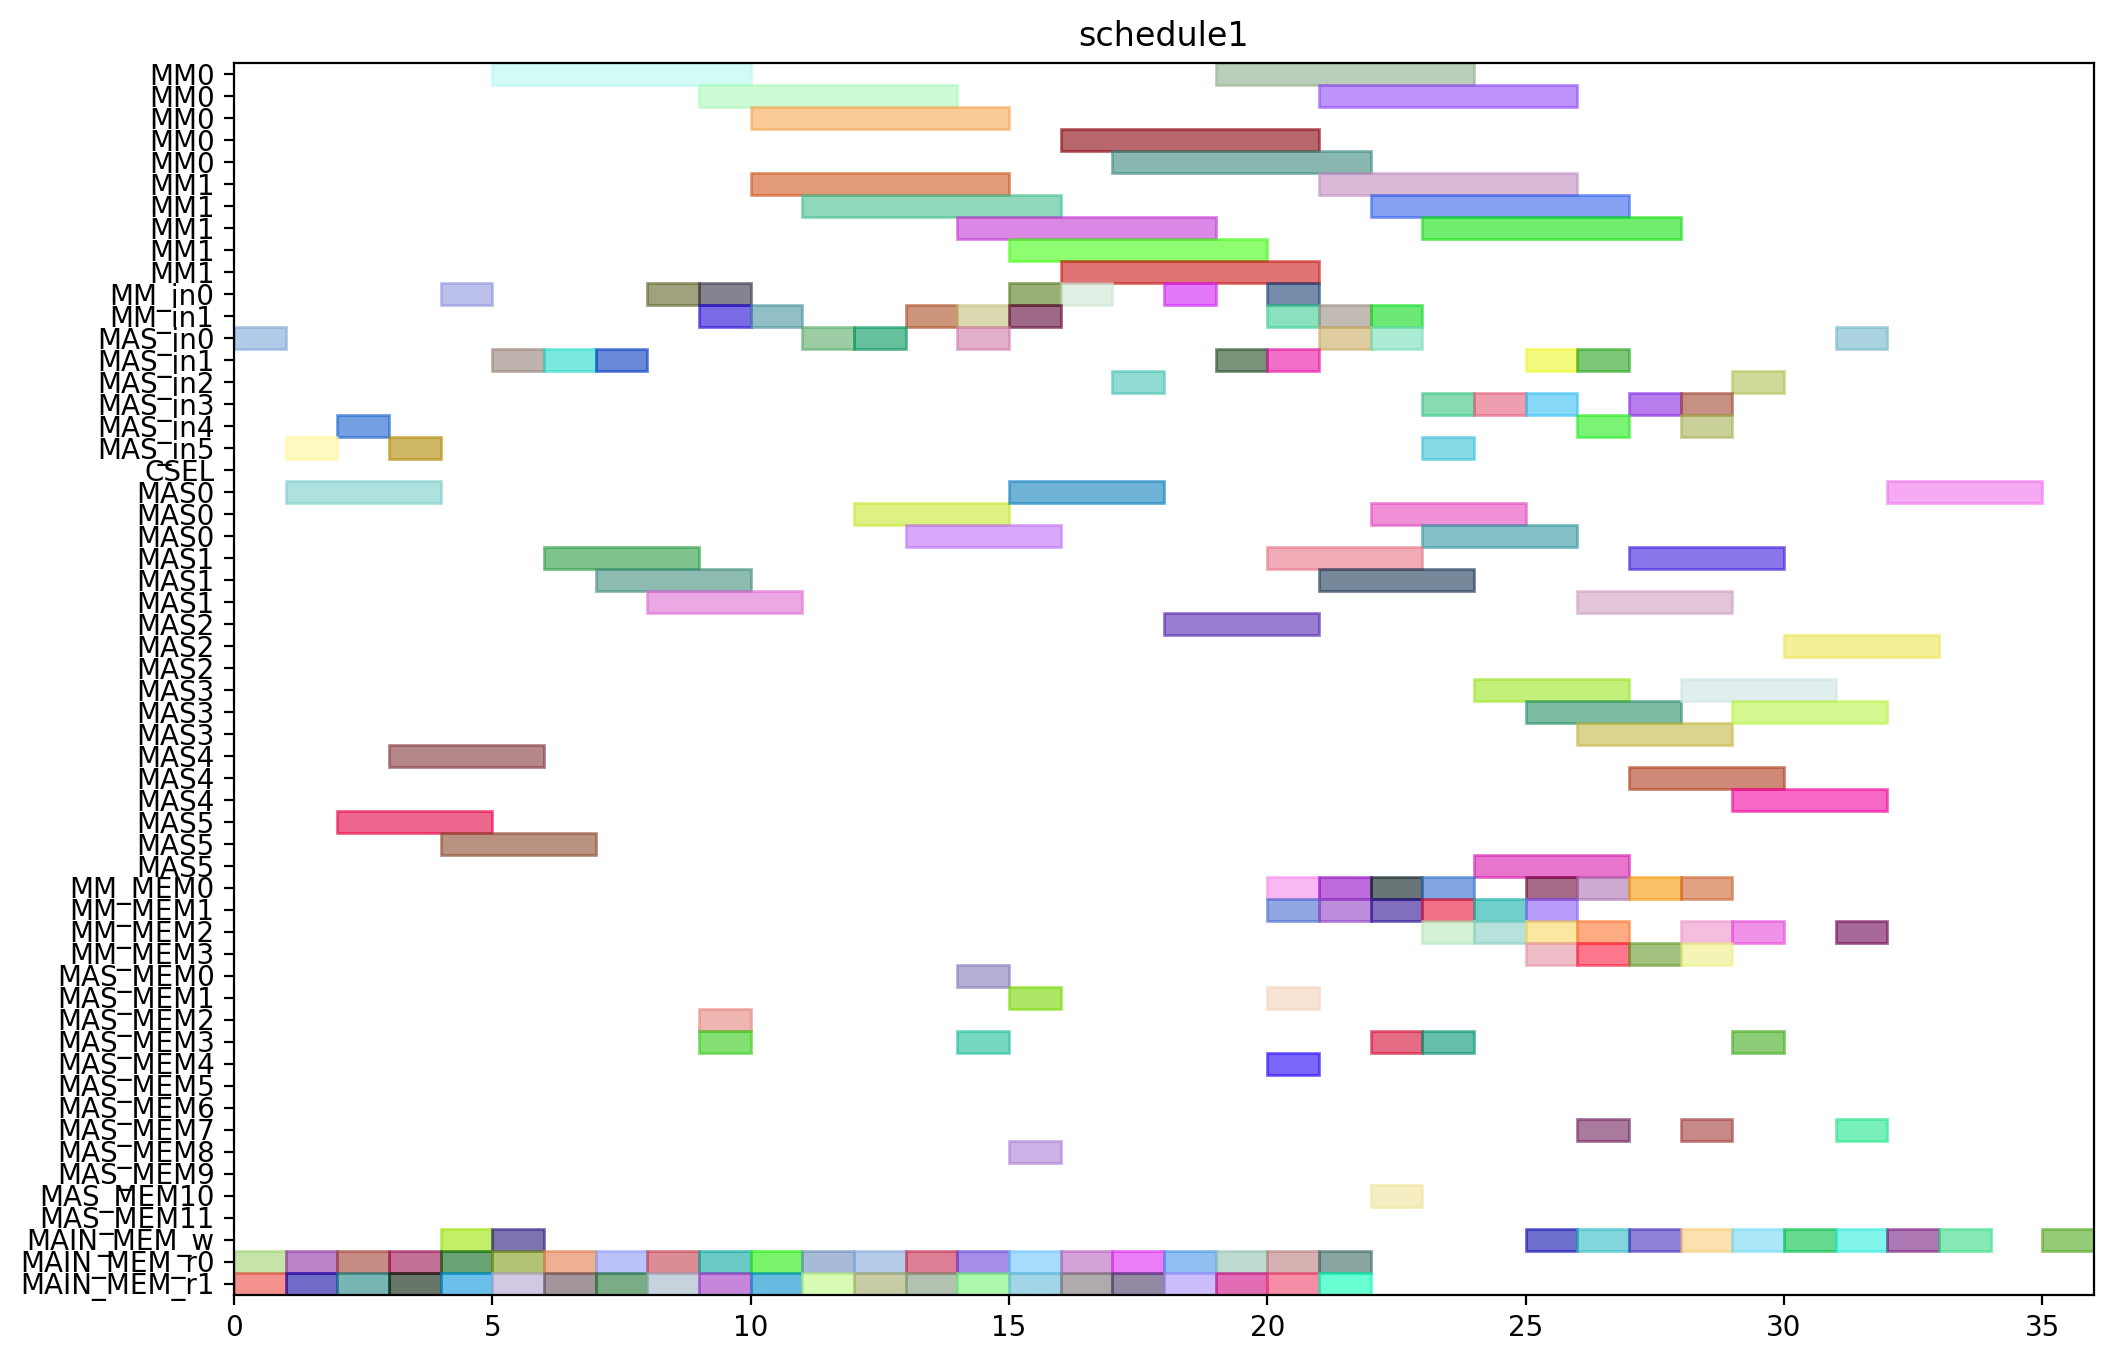 schedule1
MM0
MM0
MM0
MM0
MM0
MM1
MM1
MM1
MM1
MM1
MM_in0
MM_in1
MAS_in0
MAS_in1
MAS_in2
MAS_in3
MAS_in4
MAS_in5
CSEL
MAS0
MAS0
MAS0
MAS1
MAS1
MAS1
MAS2
MAS2
MAS2
MAS3
MAS3
MAS3
MAS4
MAS4
MAS4
MAS5
MAS5
MAS5
MM_MEM0
MM_MEM1
MM_MEM2
MM_MEM3
MAS_MEM0
MAS_MEM1
MAS_MEM2
MAS_MEM3
MAS_MEM4
MAS_MEM5
MAS_MEM6
MAS_MEM7
MAS_MEM8
MAS_MEM9
MAS_MEM10
MAS_MEM11
MAIN_MEM_w
MAIN_MEM_r0
MAIN_MEM_r1
0 5 10 15 20 25 30 35